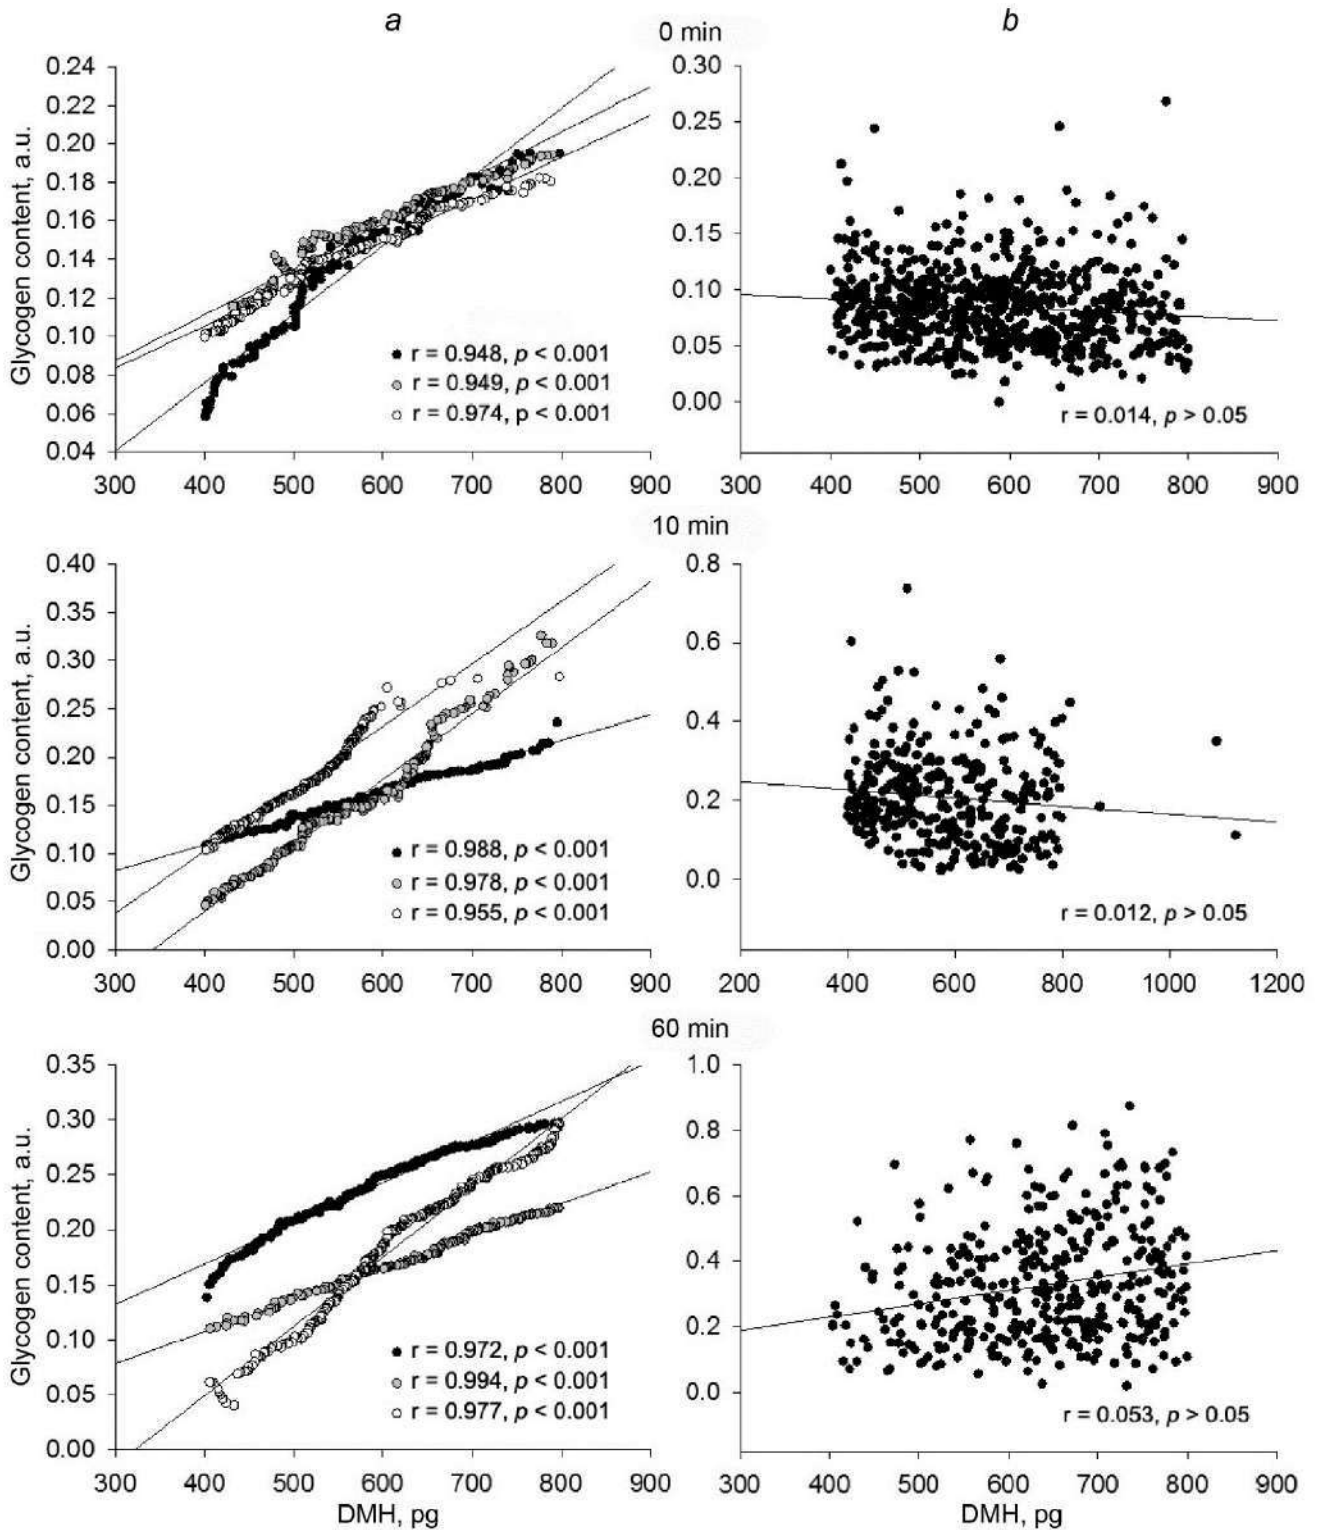 a
b
0 min
Glycogen content, a.u.
0.24
0.22
0.20
0.18
0.16
0.14
0.12
0.10
0.08
0.06
0.04
r = 0.948, p < 0.001
r = 0.949, p < 0.001
r = 0.974, p < 0.001
300 400 500 600 700 800 900
0.30
0.25
0.20
0.15
0.10
0.05
0.00
r = 0.014, p > 0.05
300 400 500 600 700 800 900
10 min
Glycogen content, a.u.
0.40
0.35
0.30
0.25
0.20
0.15
0.10
0.05
0.00
r = 0.988, p < 0.001
r = 0.978, p < 0.001
r = 0.955, p < 0.001
300 400 500 600 700 800 900
0.8
0.6
0.4
0.2
0.0
r = 0.012, p > 0.05
200 400 600 800 1000 1200
60 min
Glycogen content, a.u.
0.35
0.30
0.25
0.20
0.15
0.10
0.05
0.00
r = 0.972, p < 0.001
r = 0.994, p < 0.001
r = 0.977, p < 0.001
300 400 500 600 700 800 900
DMH, pg
1.0
0.8
0.6
0.4
0.2
0.0
r = 0.053, p > 0.05
300 400 500 600 700 800 900
DMH, pg